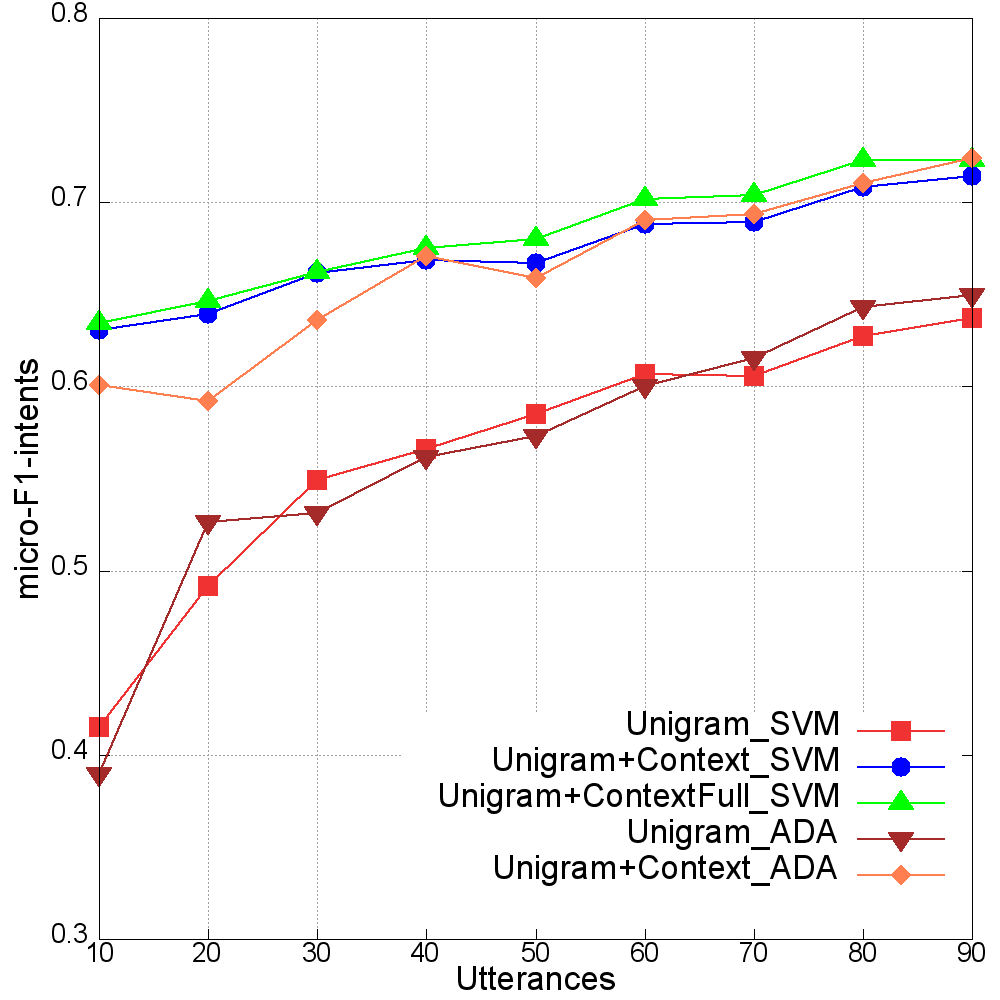 0.8
0.7
0.6
0.5
0.4
0.3
micro-F1-intents
Unigram_SVM
Unigram+Context_SVM
Unigram+ContextFull_SVM
Unigram_ADA
Unigram+Context_ADA
10 20 30 40 50 60 70 80 90
Utterances